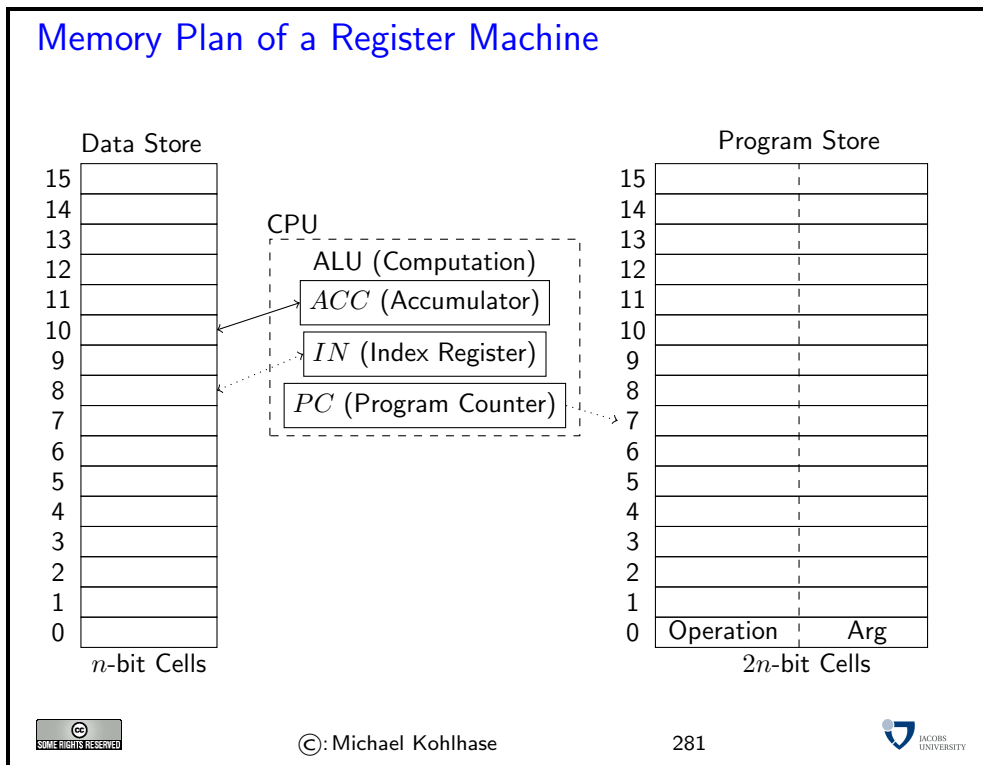 Memory Plan of a Register Machine
Data Store
15
14
13
12
11
10
9
8
7
6
5
4
3
2
1
0
n-bit Cells
CPU
ALU (Computation)
ACC (Accumulator)
IN (Index Register)
PC (Program Counter)
Program Store
15
14
13
12
11
10
9
8
7
6
5
4
3
2
1
0 Operation Arg
2n-bit Cells
cc
SOME RIGHTS RESERVED
©: Michael Kohlhase
281
JACOBS
UNIVERSITY